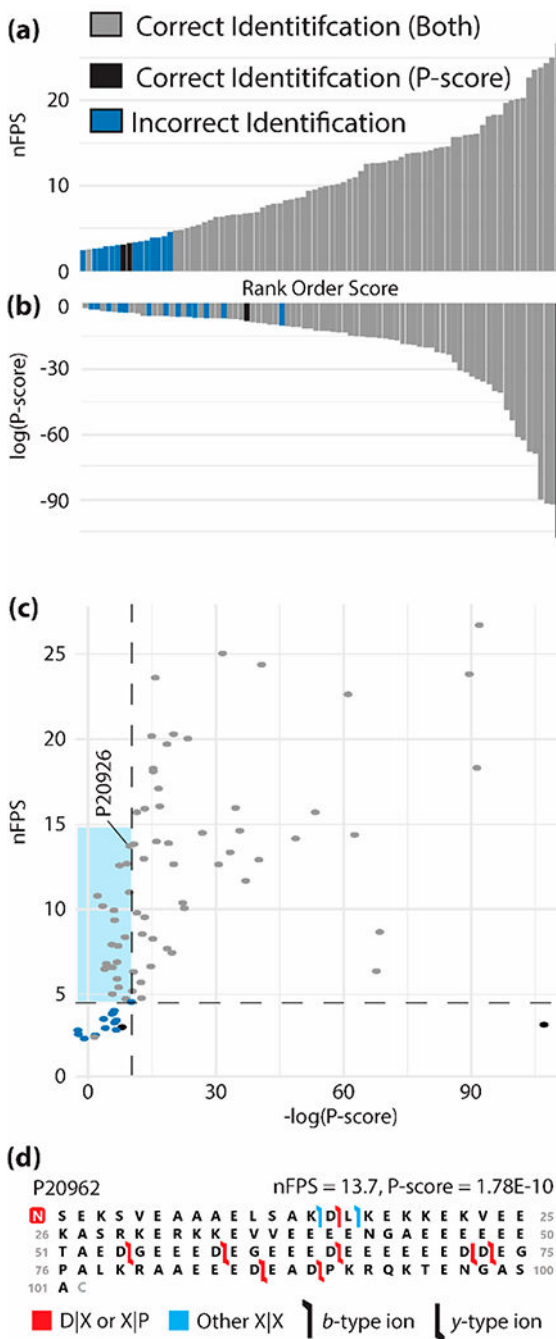 (a)
Correct Identitifcation (Both)
Correct Identitifcation (P-score)
Incorrect Identification
nFPS
20
10
0
Rank Order Score
(b)
0
-30
-60
-90
log(P-score)
(c)
25
20
15
10
5
0
nFPS
P20926
0 30 60 90
-log(P-score)
(d)
P20962 nFPS = 13.7, P-score = 1.78E-10
N S E K S V E A A A E L S A K D L K E K K E K V E E 25
26 K A S R K E R K K E V V E E E E N G A E E E E E E
51 T A E D G E E E D E G E E E D E E E E E E D D E G 75
76 P A L K R A A E E E D E A D P K R Q K T E N G A S 100
101 A C
D|X or X|P Other X|X b-type ion y-type ion